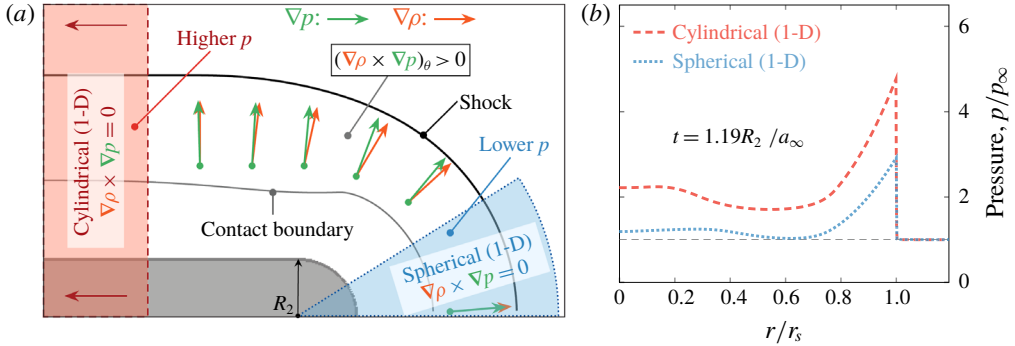 (a)
∇p:
∇ρ:
Higher p
(∇ρ × ∇p)θ > 0
Shock
Lower p
Cylindrical (1-D)
∇ρ × ∇p = 0
Contact boundary
R2
Spherical (1-D)
∇ρ × ∇p = 0
(b)
Cylindrical (1-D)
Spherical (1-D)
t = 1.19R2 /a∞
6
4
2
0
Pressure, p/p∞
0 0.2 0.4 0.6 0.8 1.0
r/rs